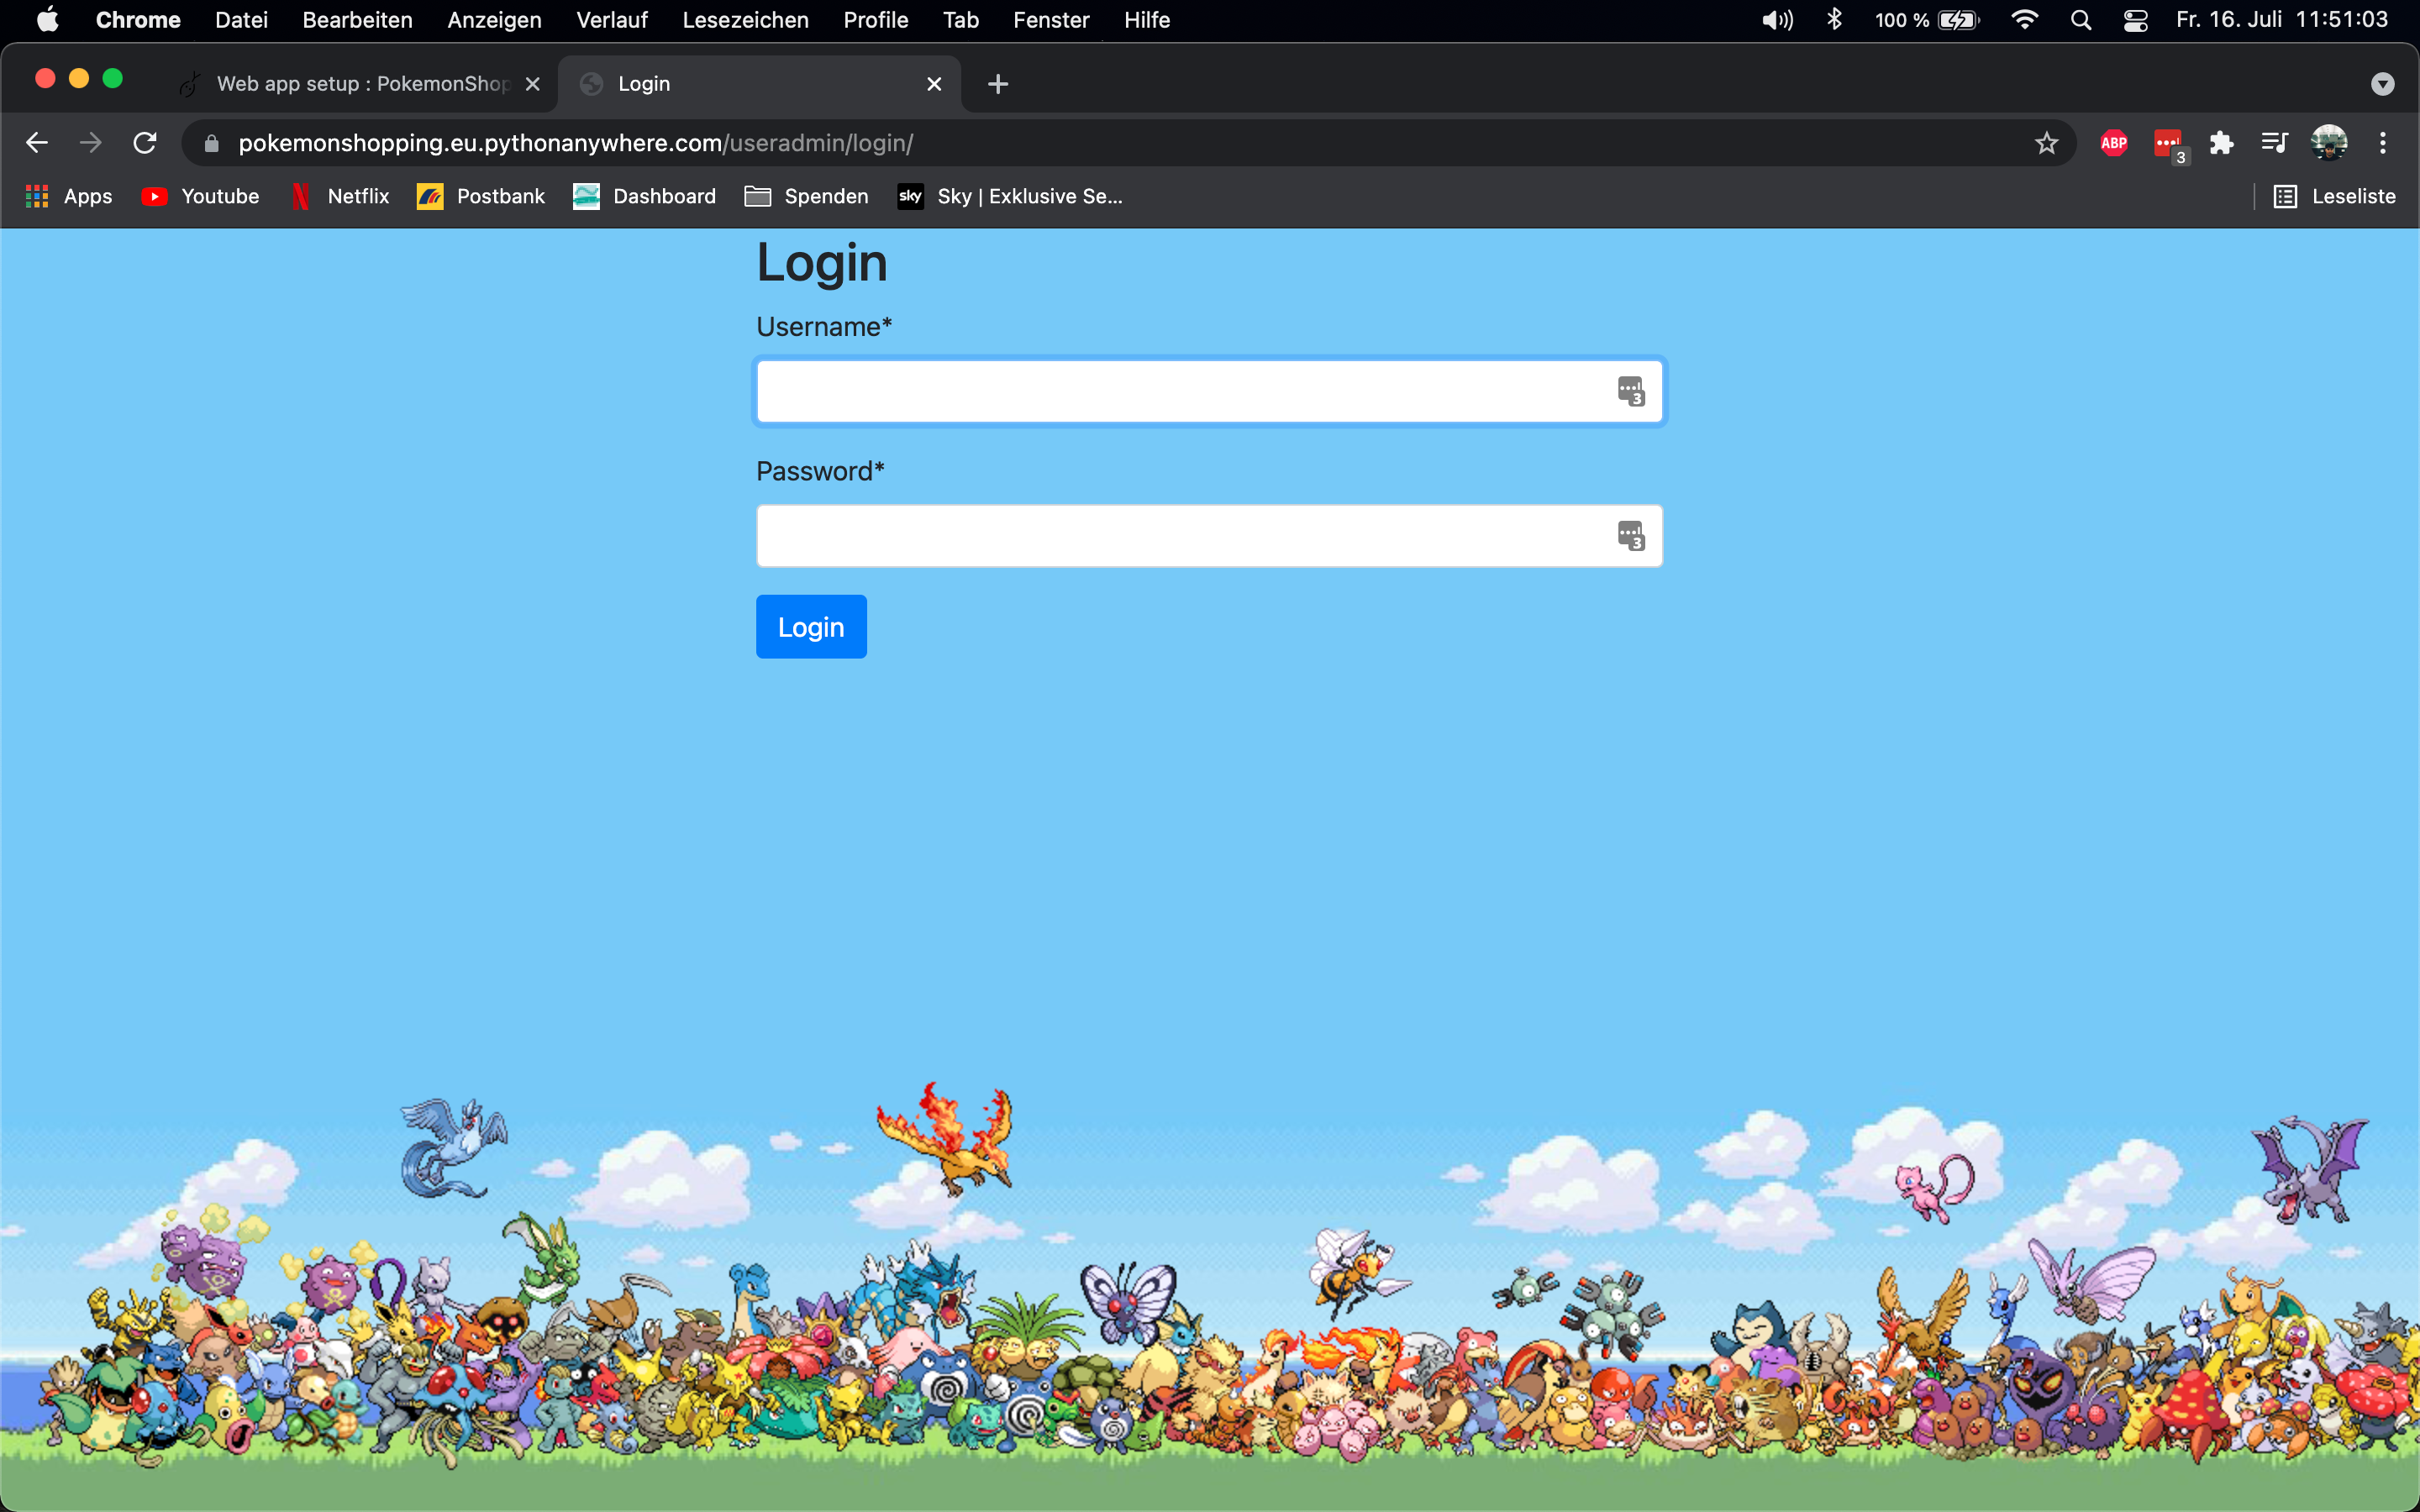 Chrome Datei Bearbeiten Anzeigen Verlauf Lesezeichen Profile Tab Fenster Hilfe 100 % Fr. 16. Juli 11:51:03
Web app setup : PokemonShop Login
pokemonshopping.eu.pythonanywhere.com/useradmin/login/ ABP 3
Apps Youtube Netflix Postbank Dashboard Spenden sky Sky | Exklusive Se... Leseliste
Login
Username*
3
Password*
3
Login